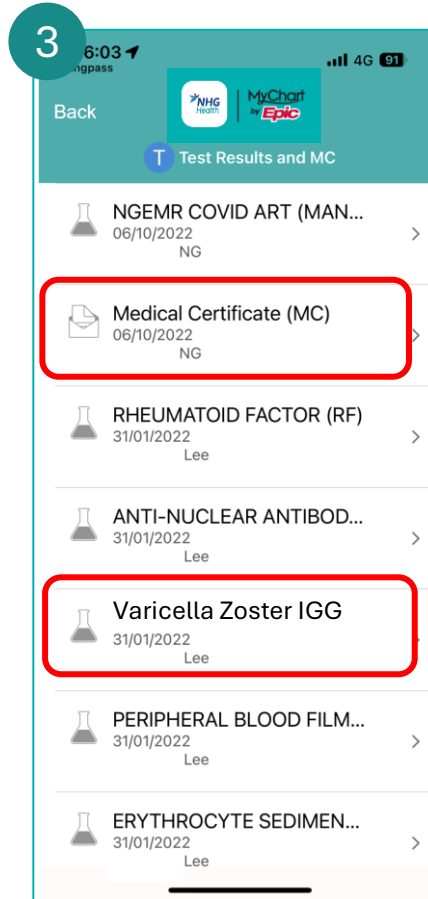 3
6:03
4G 91
ngpass
Back
NHG
Health
MyChart
by Epic
T Test Results and MC
NGEMR COVID ART (MAN...
06/10/2022
NG
Medical Certificate (MC)
06/10/2022
NG
RHEUMATOID FACTOR (RF)
31/01/2022
Lee
ANTI-NUCLEAR ANTIBOD...
31/01/2022
Lee
Varicella Zoster IGG
31/01/2022
Lee
PERIPHERAL BLOOD FILM...
31/01/2022
Lee
ERYTHROCYTE SEDIMEN...
31/01/2022
Lee